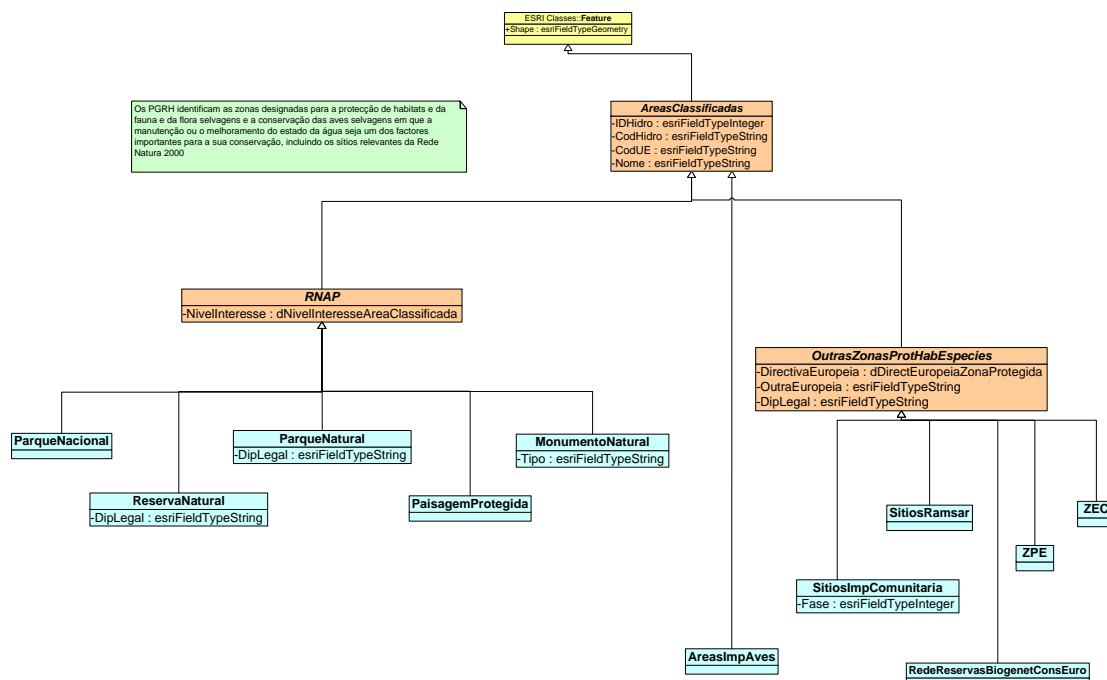 ESRI Classes::Feature
+Shape : esriFieldTypeGeometry
Os PGRH identificam as zonas designadas para a protecção de habitats e da
fauna e da flora selvagens e a conservação das aves selvagens em que a
manutenção ou o melhoramento do estado da água seja um dos factores
importantes para a sua conservação, incluindo os sítios relevantes da Rede
Natura 2000
AreasClassificadas
-IDHidro : esriFieldTypeInteger
-CodHidro : esriFieldTypeString
-CodUE : esriFieldTypeString
-Nome : esriFieldTypeString
RNAP
-NivelInteresse : dNivelInteresseAreaClassificada
OutrasZonasProtHabEspecies
-DirectivaEuropeia : dDirectEuropeiaZonaProtegida
-OutraEuropeia : esriFieldTypeString
-DipLegal : esriFieldTypeString
ParqueNacional
ParqueNatural
-DipLegal : esriFieldTypeString
MonumentoNatural
-Tipo : esriFieldTypeString
ReservaNatural
-DipLegal : esriFieldTypeString
PaisagemProtegida
SitiosRamsar
ZEC
ZPE
SitiosImpComunitaria
-Fase : esriFieldTypeInteger
AreasImpAves
RedeReservasBiogenetConsEuro